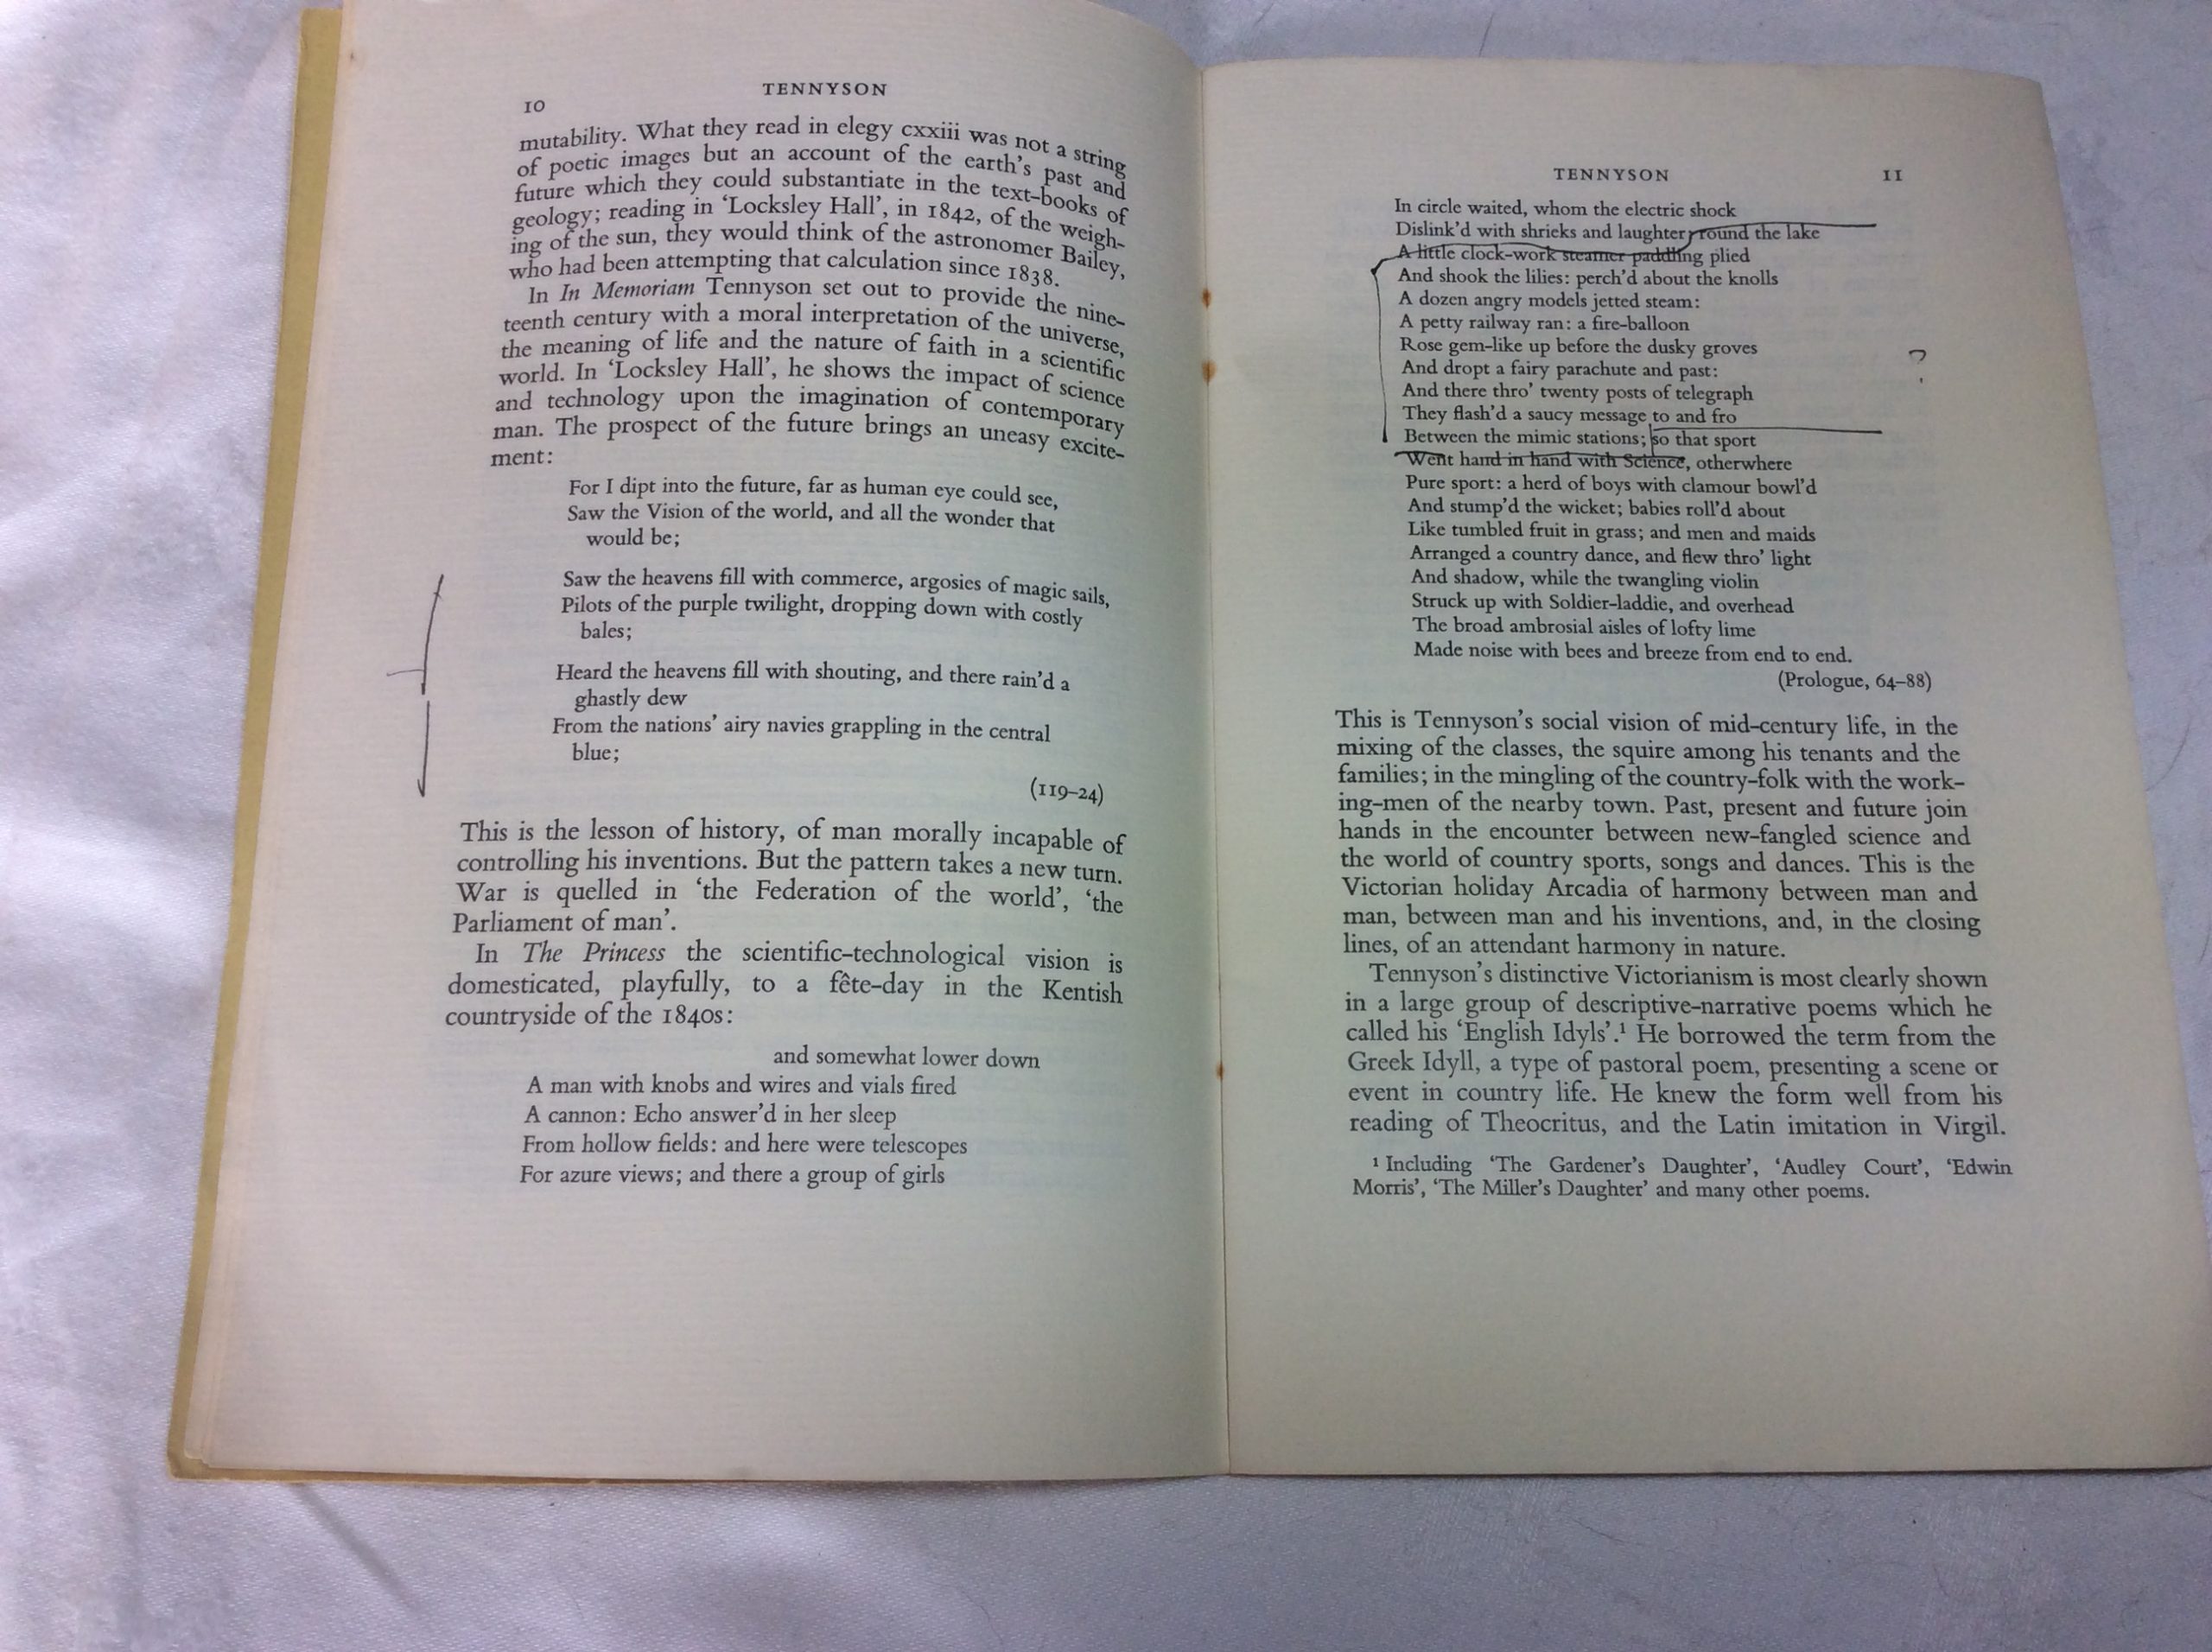 10
TENNYSON
mutability. What they read in elegy cxxiii was not a string
of poetic images but an account of the earth's past and
future which they could substantiate in the text-books of
geology; reading in ‘Locksley Hall’, in 1842, of the weigh-
ing of the sun, they would think of the astronomer Bailey,
who had been attempting that calculation since 1838.
In In Memoriam Tennyson set out to provide the nine-
teenth century with a moral interpretation of the universe,
the meaning of life and the nature of faith in a scientific
world. In ‘Locksley Hall’, he shows the impact of science
and technology upon the imagination of contemporary
man. The prospect of the future brings an uneasy excite-
ment:
For I dipt into the future, far as human eye could see,
Saw the Vision of the world, and all the wonder that
would be;
Saw the heavens fill with commerce, argosies of magic sails,
Pilots of the purple twilight, dropping down with costly
bales;
Heard the heavens fill with shouting, and there rain'd a
ghastly dew
From the nations' airy navies grappling in the central
blue;
(119–24)
This is the lesson of history, of man morally incapable of
controlling his inventions. But the pattern takes a new turn.
War is quelled in ‘the Federation of the world’, ‘the
Parliament of man’.
In The Princess the scientific-technological vision is
domesticated, playfully, to a fête-day in the Kentish
countryside of the 1840s:
and somewhat lower down
A man with knobs and wires and vials fired
A cannon: Echo answer'd in her sleep
From hollow fields: and here were telescopes
For azure views; and there a group of girls
TENNYSON
11
In circle waited, whom the electric shock
Dislink'd with shrieks and laughter; round the lake
A little clock-work steamer paddling plied
And shook the lilies: perch'd about the knolls
A dozen angry models jetted steam:
A petty railway ran: a fire-balloon
Rose gem-like up before the dusky groves
And dropt a fairy parachute and past:
And there thro' twenty posts of telegraph
They flash'd a saucy message to and fro
Between the mimic stations; so that sport
Went hand in hand with Science, otherwhere
Pure sport: a herd of boys with clamour bowl'd
And stump'd the wicket; babies roll'd about
Like tumbled fruit in grass; and men and maids
Arranged a country dance, and flew thro' light
And shadow, while the twangling violin
Struck up with Soldier-laddie, and overhead
The broad ambrosial aisles of lofty lime
Made noise with bees and breeze from end to end.
(Prologue, 64–88)
?
This is Tennyson's social vision of mid-century life, in the
mixing of the classes, the squire among his tenants and the
families; in the mingling of the country-folk with the work-
ing-men of the nearby town. Past, present and future join
hands in the encounter between new-fangled science and
the world of country sports, songs and dances. This is the
Victorian holiday Arcadia of harmony between man and
man, between man and his inventions, and, in the closing
lines, of an attendant harmony in nature.
Tennyson's distinctive Victorianism is most clearly shown
in a large group of descriptive-narrative poems which he
called his ‘English Idyls’.¹ He borrowed the term from the
Greek Idyll, a type of pastoral poem, presenting a scene or
event in country life. He knew the form well from his
reading of Theocritus, and the Latin imitation in Virgil.
¹ Including ‘The Gardener's Daughter’, ‘Audley Court’, ‘Edwin
Morris’, ‘The Miller's Daughter’ and many other poems.